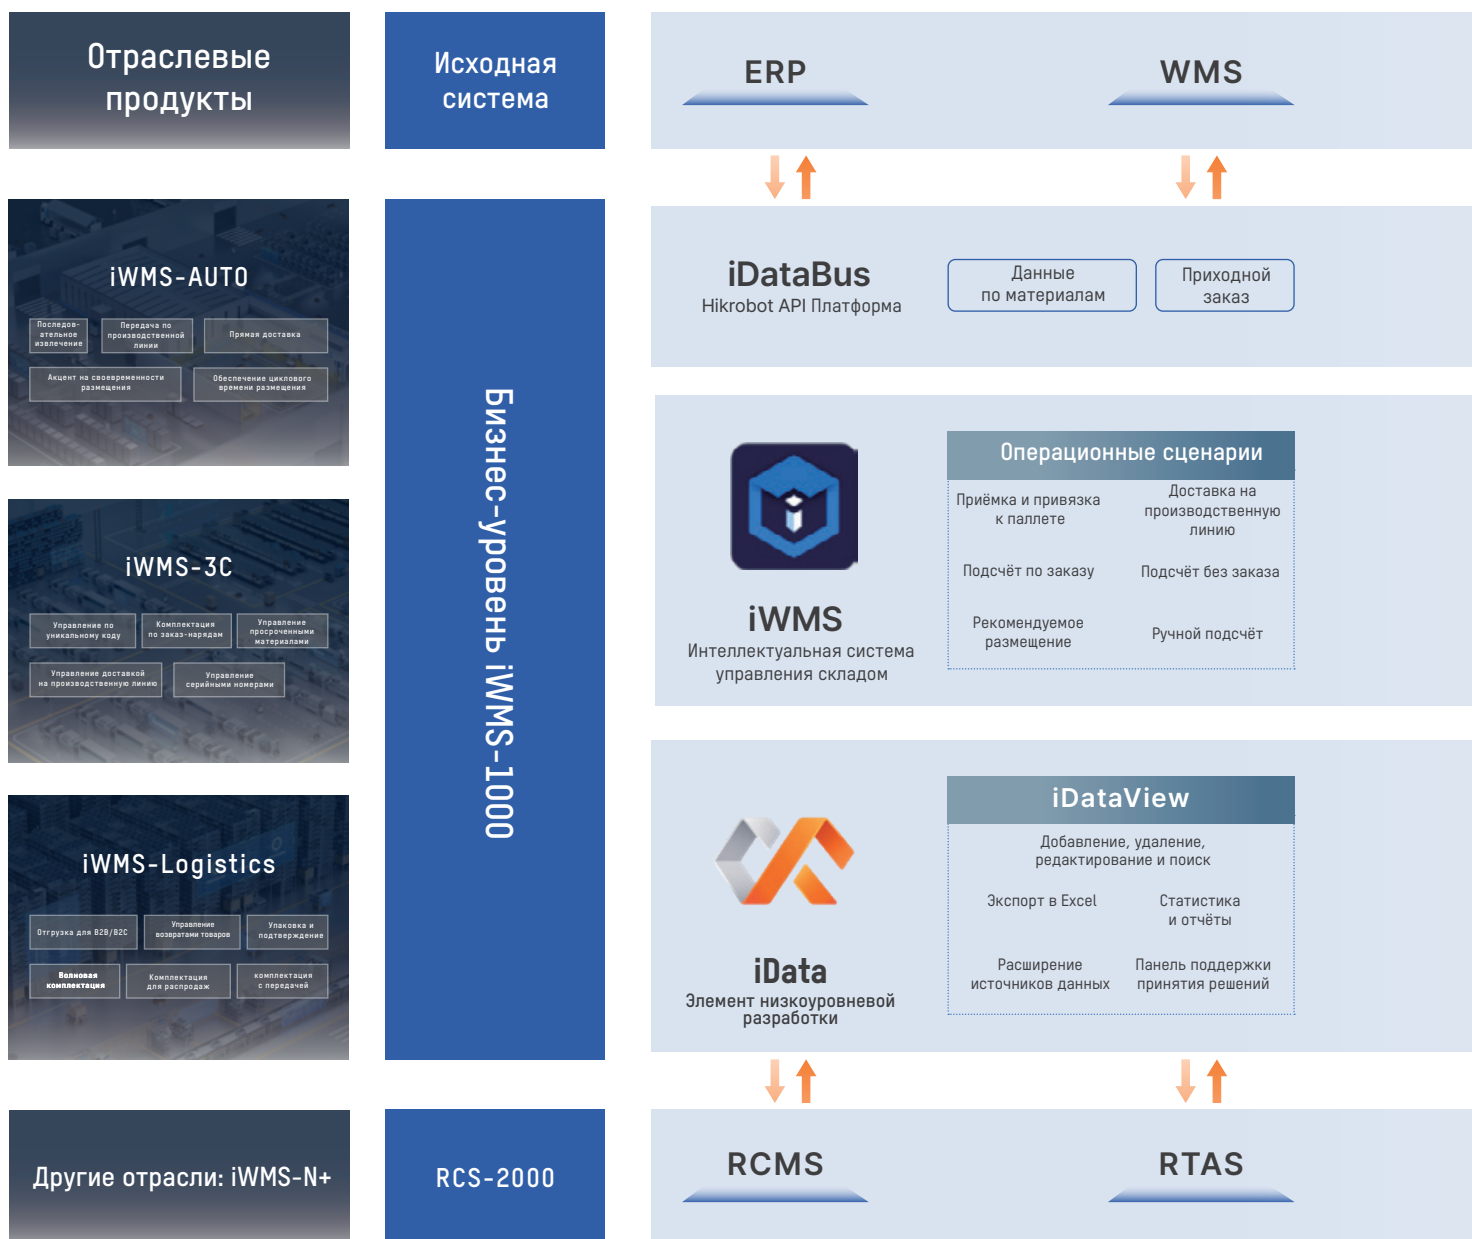 Отраслевые
продукты
Исходная
система
ERP
WMS
iWMS-AUTO
Последов-
ательное
извлечение
Передача по
производственной
линии
Прямая доставка
Акцент на своевременности
размещения
Обеспечение циклового
времени размещения
iWMS-3C
Управление по
уникальному коду
Комплектация
по заказ-нарядам
Управление
просроченными
материалами
Управление доставкой
на производственную линию
Управление
серийными номерами
iWMS-Logistics
Отгрузка для B2B/B2C
Управление
возвратами товаров
Упаковка и
подтверждение
Волновая
комплектация
Комплектация
для распродаж
комплектация
с передачей
Другие отрасли: iWMS-N+
Бизнес-уровень iWMS-1000
RCS-2000
iDataBus
Hikrobot API Платформа
Данные
по материалам
Приходной
заказ
iWMS
Интеллектуальная система
управления складом
Операционные сценарии
Приёмка и привязка
к паллете
Доставка на
производственную
линию
Подсчёт по заказу
Подсчёт без заказа
Рекомендуемое
размещение
Ручной подсчёт
iData
Элемент низкоуровневой
разработки
iDataView
Добавление, удаление,
редактирование и поиск
Экспорт в Excel
Статистика
и отчёты
Расширение
источников данных
Панель поддержки
принятия решений
RCMS
RTAS